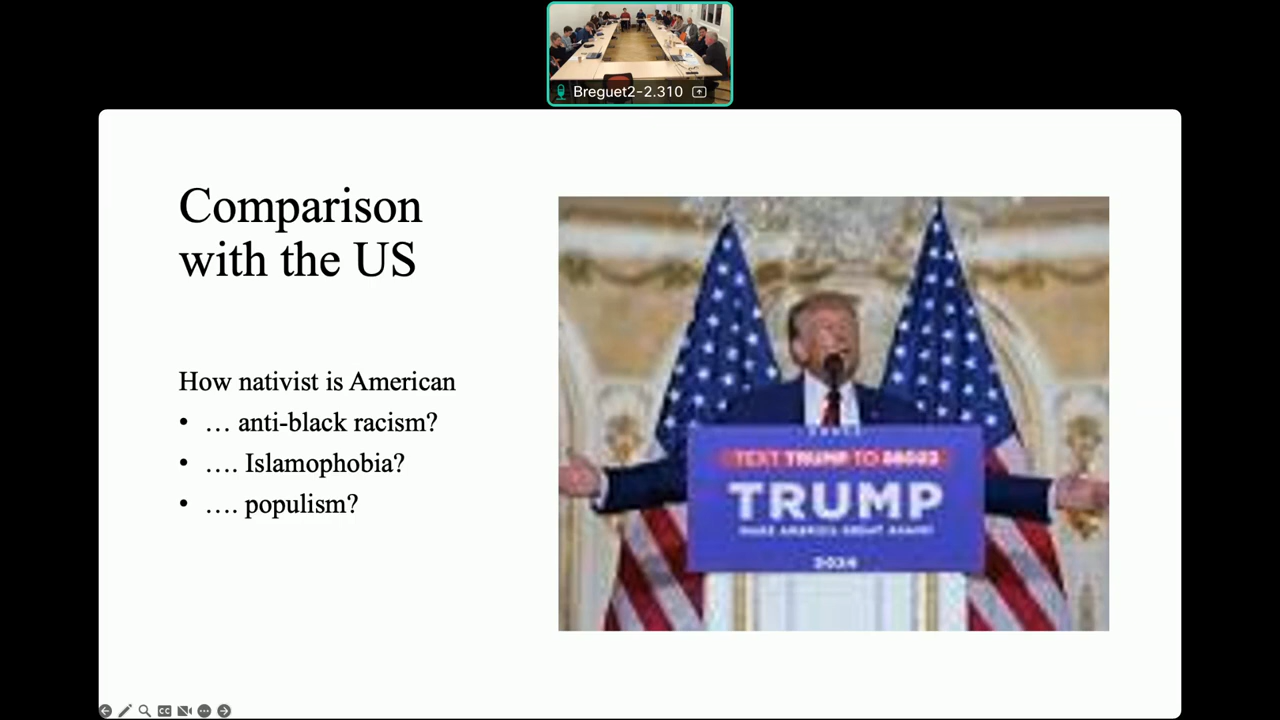 Breguet2-2.310
Comparison
with the US
How nativist is American
• … anti-black racism?
• …. Islamophobia?
• …. populism?
TEXT TRUMP TO 88022
TRUMP
MAKE AMERICA GREAT AGAIN!
2024
CC